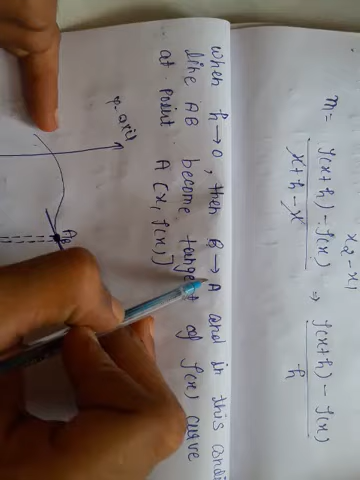 x2 - x1
m = f(x+h) - f(x) / x+h-x ⇒ f(x+h) - f(x) / h
when h → 0, then B → A and in this condi
line AB become tangent of f(x) curve
at point A (x, f(x))
y-axis
A